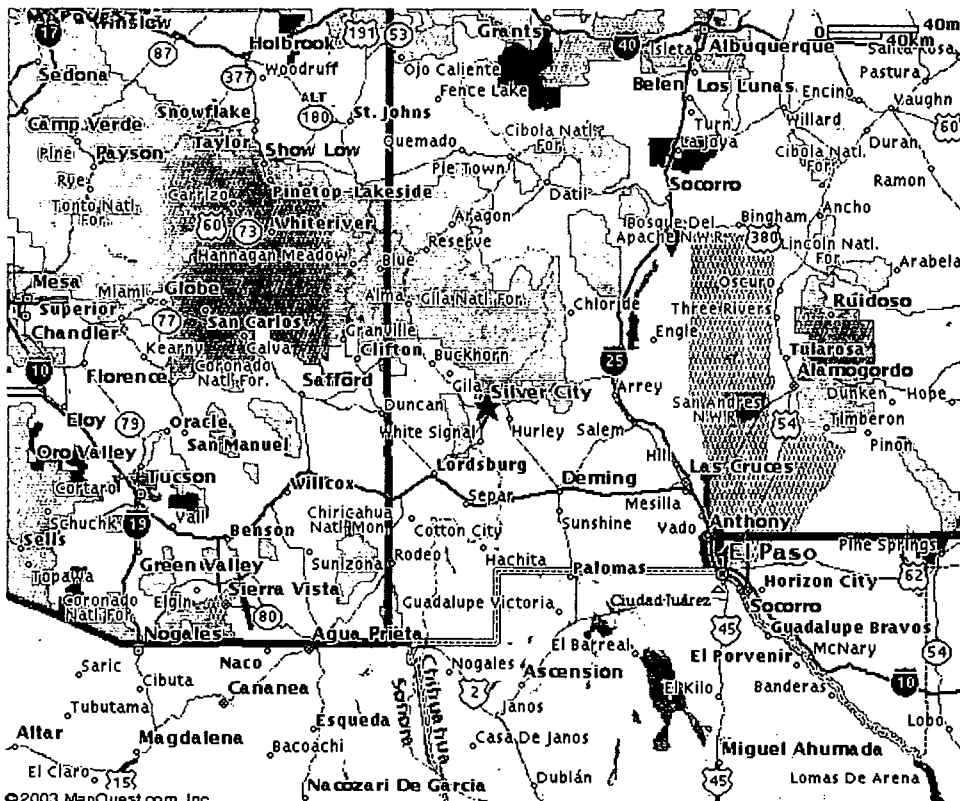 MAPQUEST
Winslow
17
87
Holbrook
191
53
Grants
40
Isleta
Albuquerque
0 40mi
40km
Santa Rosa
Sedona
377
Woodruff
Ojo Caliente
Fence Lake
Belen
Los Lunas
Encino
Pastura
Vaughn
Camp Verde
Snowflake
ALT
180
St. Johns
Turn
Willard
60
Pine
Payson
Taylor
Show Low
Quemado
Cibola Natl.
For.
La Joya
Cibola Natl.
For.
Duran
Rye
Pie Town
Ramon
Tonto Natl.
For.
Carrizo
Pinetop-Lakeside
Datil
Socorro
60
73
Whiteriver
Aragon
Reserve
Bosque Del
Apache N.W.R.
Bingham
380
Ancho
Hannagan Meadow
Blue
Lincoln Natl.
For.
Arabela
Mesa
Miami
Globe
Alma
Gila Natl. For.
Chloride
Oscuro
Superior
Chandler
77
San Carlos
Granville
Engle
Three Rivers
Ruidoso
Kearny
Calva
Clifton
Buckhorn
25
Tularosa
10
Florence
Coronado
Natl. For.
Safford
Gila
Silver City
Arrey
Alamogordo
Eloy
79
Oracle
Duncan
San Andres
N.W.R.
54
Dunken
Hope
San Manuel
White Signal
Hurley
Salem
Timberon
Oro Valley
Hill
Pinon
Cortaro
Tucson
Willcox
Lordsburg
Deming
Las Cruces
Separ
Mesilla
Schuchk
19
Vail
Chiricahua
Natl Mon
Sunshine
Vado
Anthony
Sells
Benson
Cotton City
El Paso
Pine Springs
Green Valley
Sunizona
Rodeo
Hachita
Palomas
62
Topawa
Sierra Vista
Horizon City
Coronado
Natl. For.
Elgin
80
Guadalupe Victoria
Ciudad Juárez
Socorro
Nogales
Agua Prieta
El Barreal
45
Guadalupe Bravos
Saric
Naco
Nogales
El Porvenir
McNary
54
Cibuta
Sonora
Chihuahua
2
Ascensión
El Kilo
Banderas
10
Tubutama
Cananea
Janos
Lobo
Altar
Esqueda
Magdalena
Bacoachi
Casa De Janos
Miguel Ahumada
El Claro
15
Nacozari De Garcia
Dublán
45
Lomas De Arena
©2003 MapQuest.com, Inc.